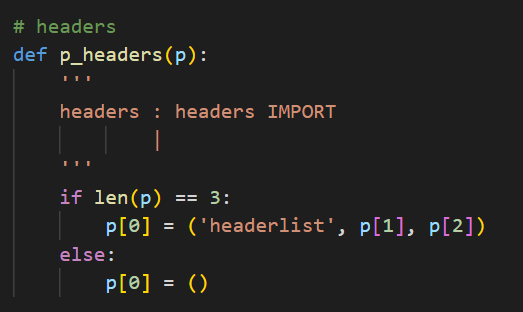 # headers
def p_headers(p):
    '''
    headers : headers IMPORT
            |
    '''
    if len(p) == 3:
        p[0] = ('headerlist', p[1], p[2])
    else:
        p[0] = ()